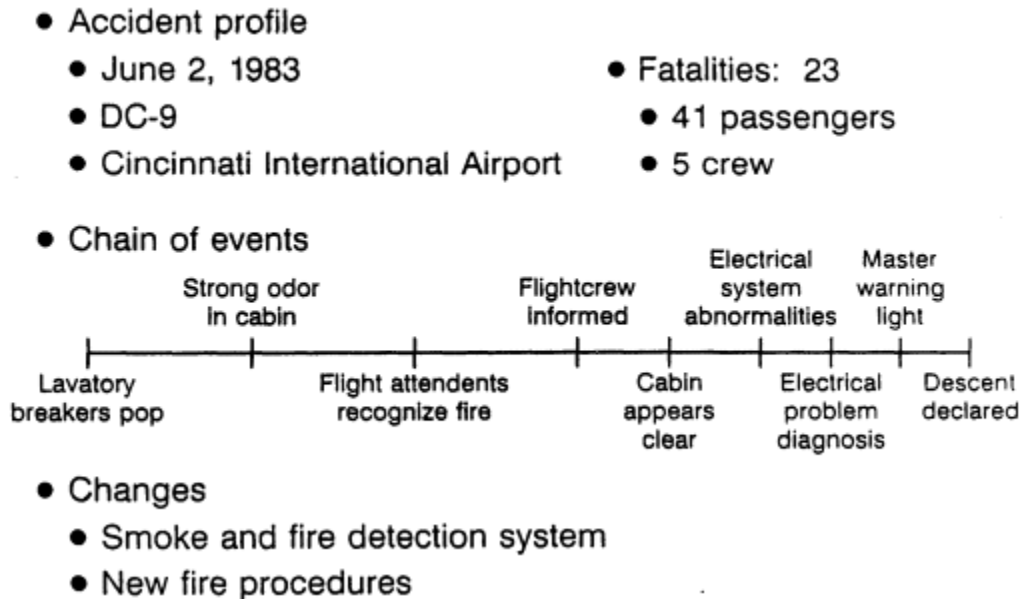 • Accident profile
• June 2, 1983
• DC-9
• Cincinnati International Airport
• Fatalities: 23
• 41 passengers
• 5 crew
• Chain of events
Lavatory
breakers pop
Strong odor
in cabin
Flight attendents
recognize fire
Flightcrew
informed
Cabin
appears
clear
Electrical
system
abnormalities
Electrical
problem
diagnosis
Master
warning
light
Descent
declared
• Changes
• Smoke and fire detection system
• New fire procedures